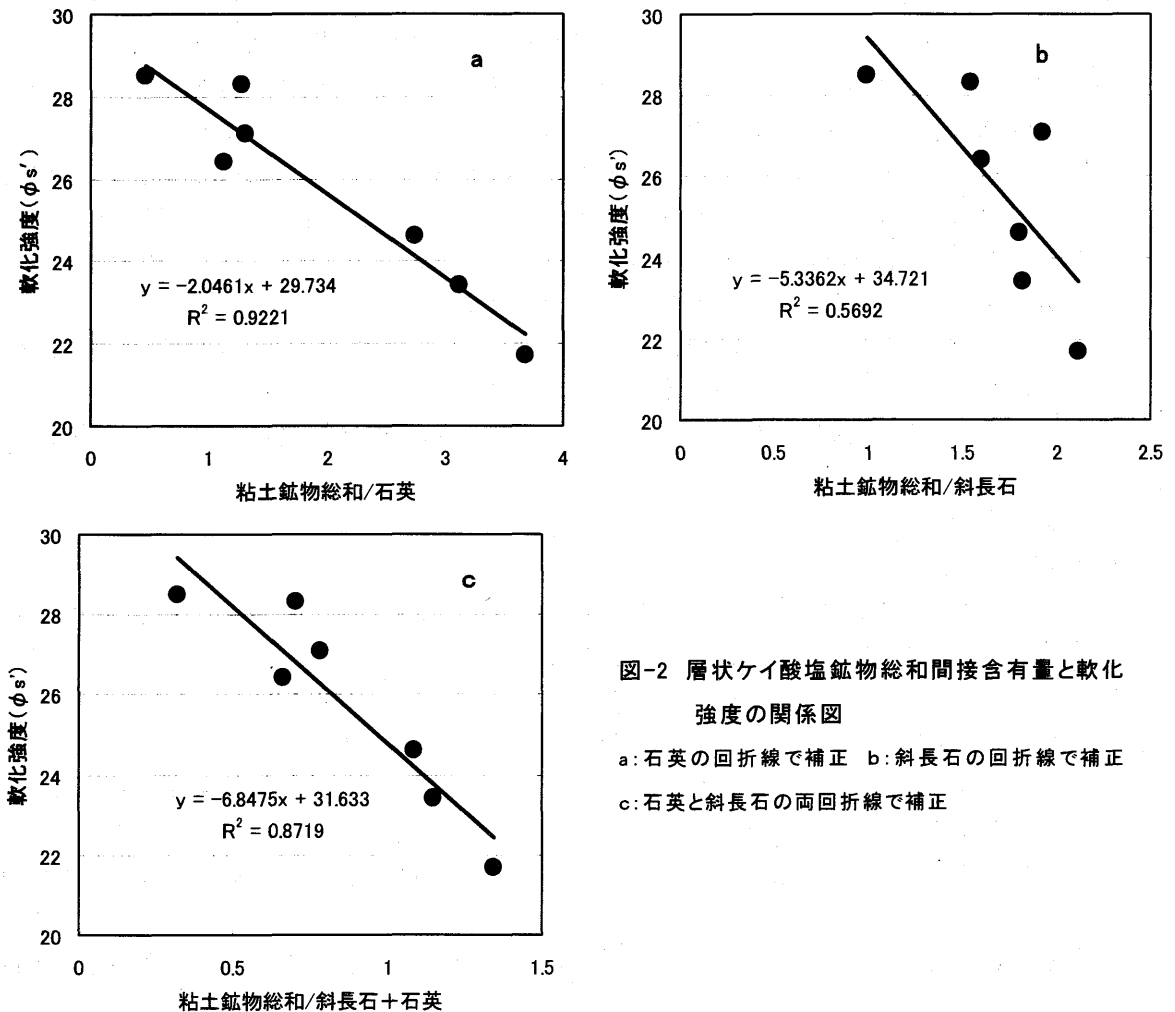 30
28
26
24
22
20
軟化強度(φs')
a
y = -2.0461x + 29.734
R² = 0.9221
0 1 2 3 4
粘土鉱物総和/石英
30
28
26
24
22
20
軟化強度(φs')
b
y = -5.3362x + 34.721
R² = 0.5692
0 0.5 1 1.5 2 2.5
粘土鉱物総和/斜長石
30
28
26
24
22
20
軟化強度(φs')
c
y = -6.8475x + 31.633
R² = 0.8719
0 0.5 1 1.5
粘土鉱物総和/斜長石+石英
図-2 層状ケイ酸塩鉱物総和間接含有量と軟化
強度の関係図
a:石英の回折線で補正 b:斜長石の回折線で補正
c:石英と斜長石の両回折線で補正